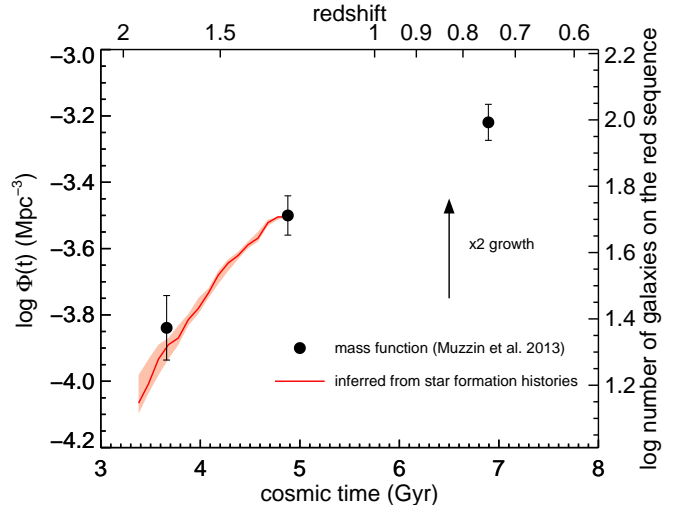 redshift
2 1.5 1 0.9 0.8 0.7 0.6
−3.0 2.2
−3.2 2.0
−3.4 1.8
−3.6 1.6
−3.8 1.4
−4.0 1.2
−4.2
log Φ(t) (Mpc⁻³)
log number of galaxies on the red sequence
x2 growth
mass function (Muzzin et al. 2013)
inferred from star formation histories
3 4 5 6 7 8
cosmic time (Gyr)